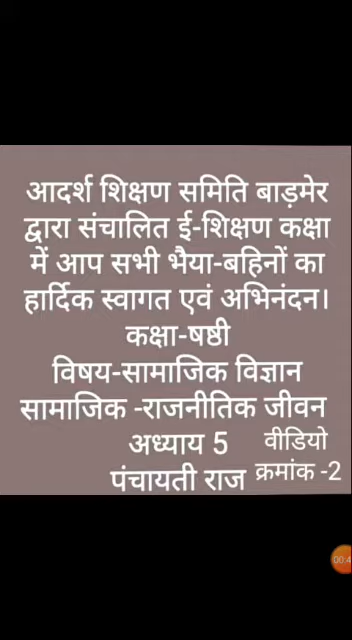 आदर्श शिक्षण समिति बाड़मेर
द्वारा संचालित ई-शिक्षण कक्षा
में आप सभी भैया-बहिनों का
हार्दिक स्वागत एवं अभिनंदन।
कक्षा-षष्ठी
विषय-सामाजिक विज्ञान
सामाजिक -राजनीतिक जीवन
अध्याय 5 वीडियो
पंचायती राज क्रमांक -2